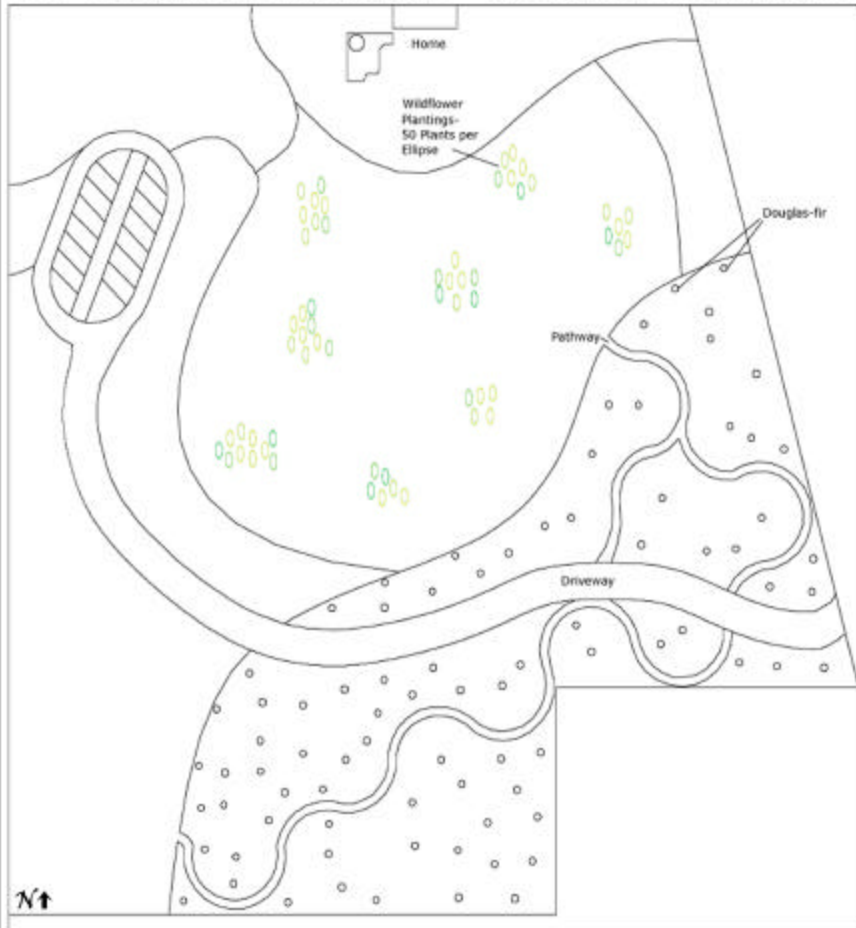 Home
Wildflower
Plantings-
50 Plants per
Ellipse
Douglas-fir
Pathway
Driveway
N